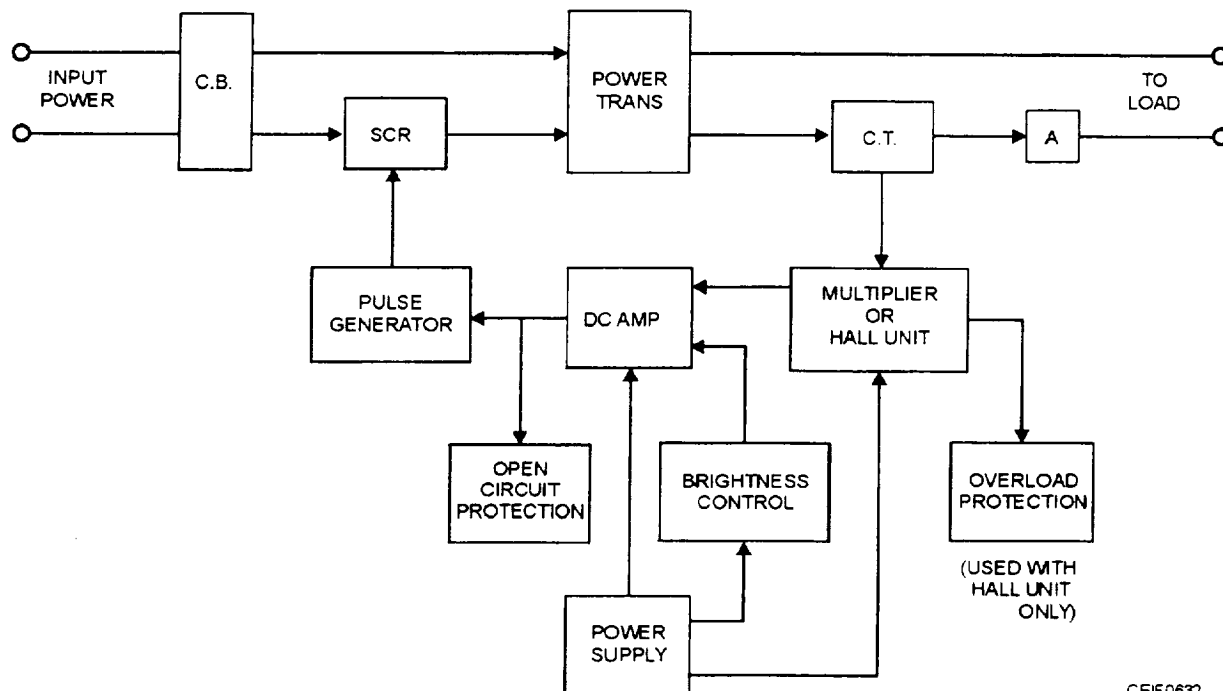 INPUT
POWER
C.B.
SCR
POWER
TRANS
C.T.
A
TO
LOAD
PULSE
GENERATOR
DC AMP
MULTIPLIER
OR
HALL UNIT
OPEN
CIRCUIT
PROTECTION
BRIGHTNESS
CONTROL
OVERLOAD
PROTECTION
(USED WITH
HALL UNIT
ONLY)
POWER
SUPPLY